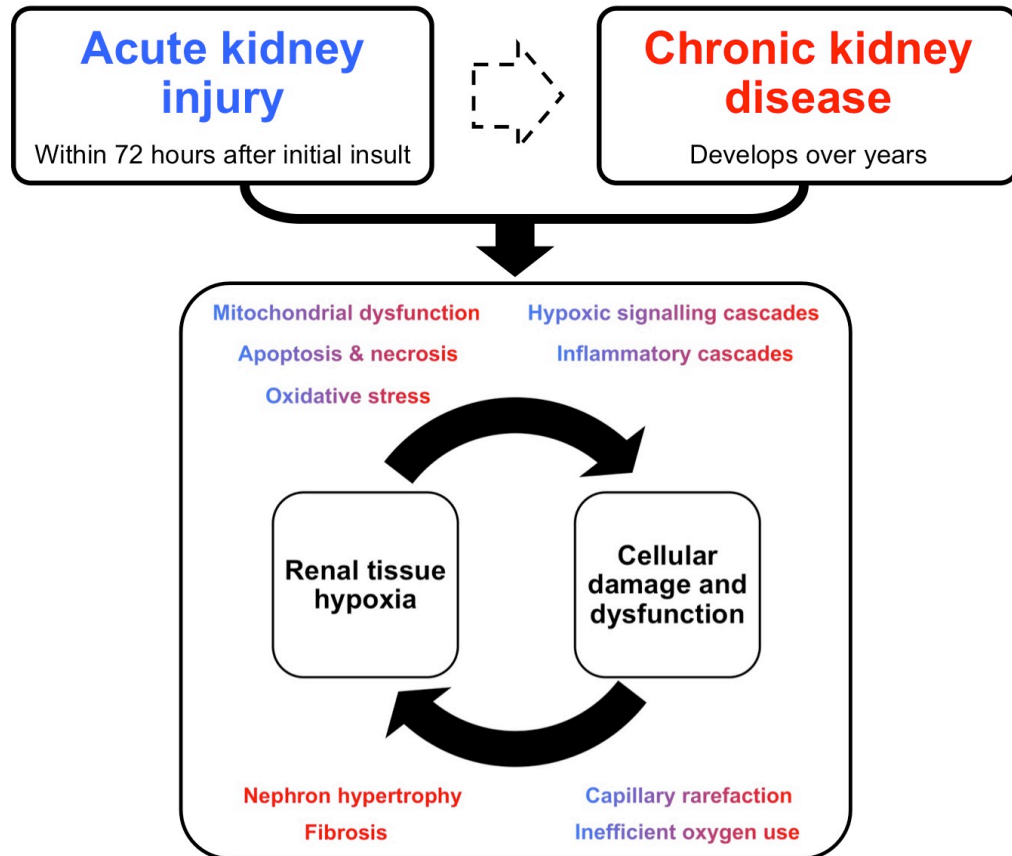 Acute kidney
injury
Within 72 hours after initial insult
Chronic kidney
disease
Develops over years
Mitochondrial dysfunction
Hypoxic signalling cascades
Apoptosis & necrosis
Inflammatory cascades
Oxidative stress
Renal tissue
hypoxia
Cellular
damage and
dysfunction
Nephron hypertrophy
Capillary rarefaction
Fibrosis
Inefficient oxygen use